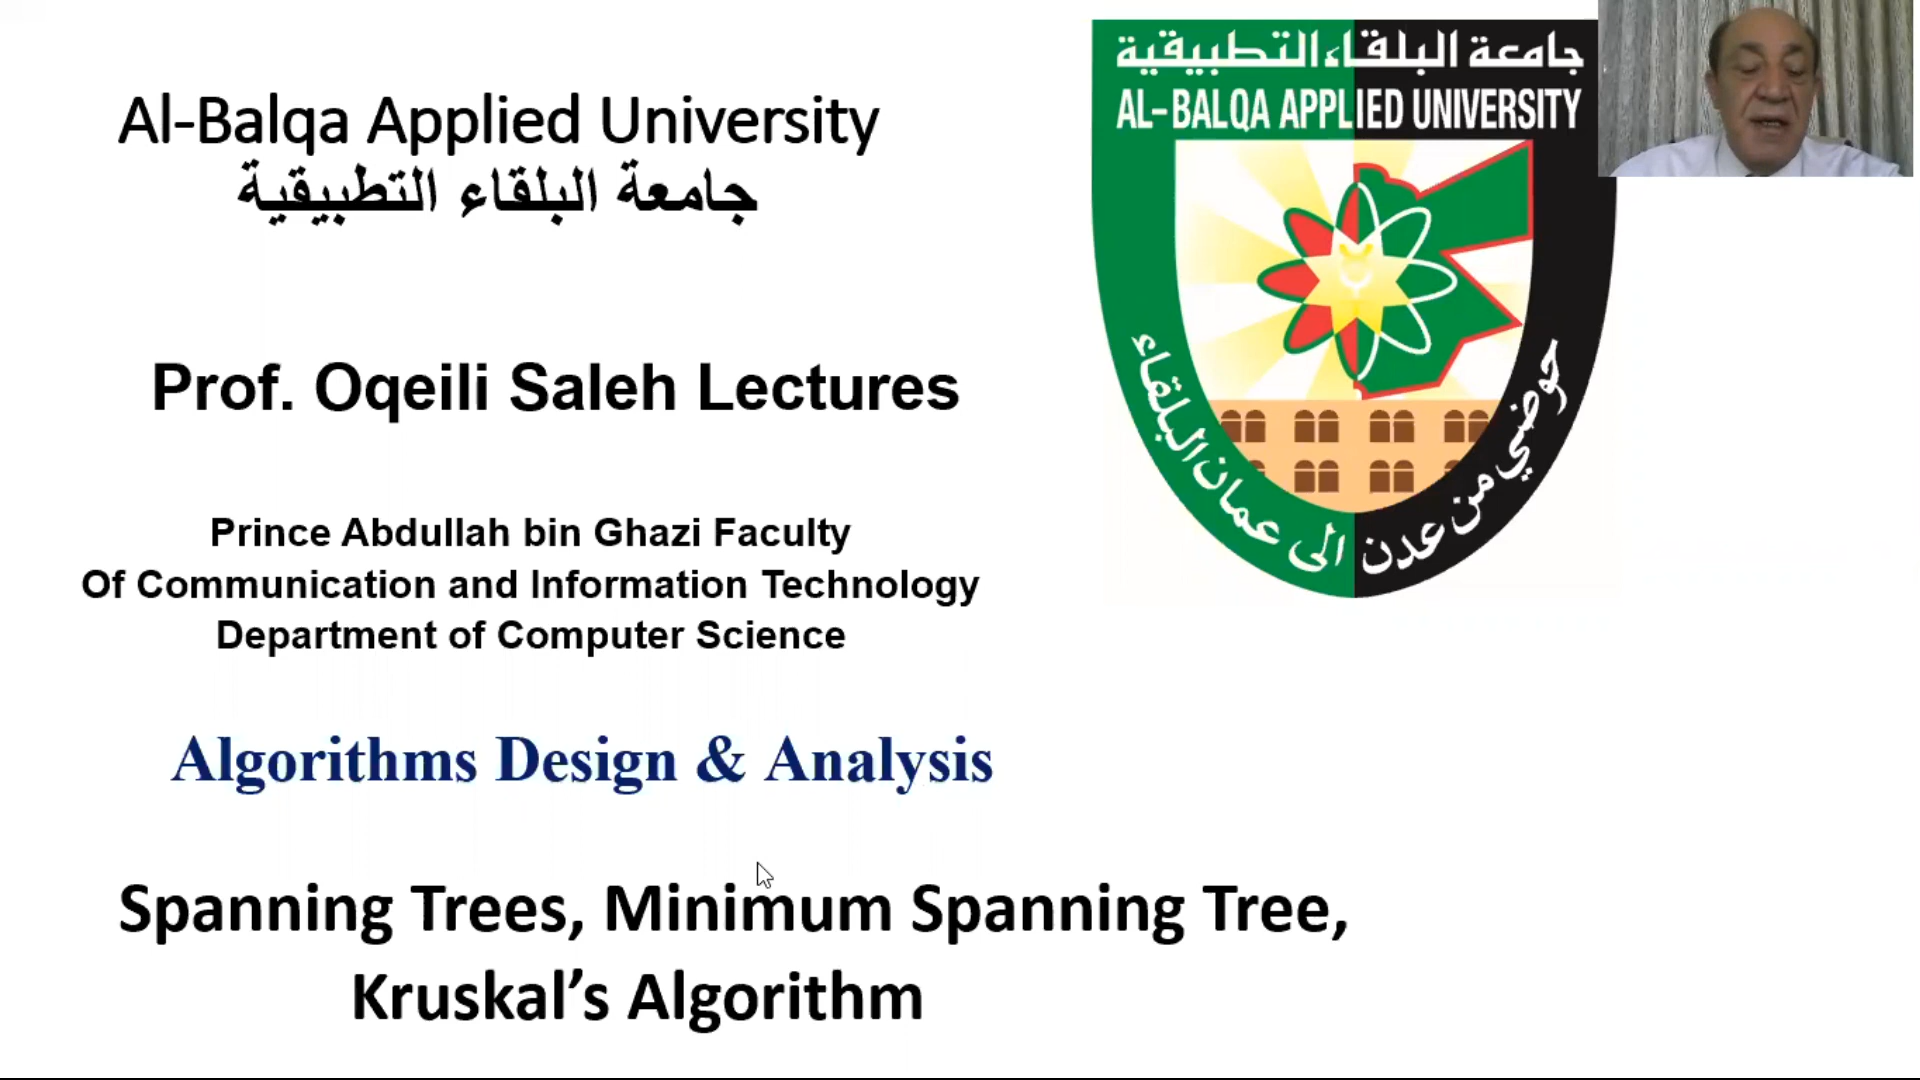 Al-Balqa Applied University
جامعة البلقاء التطبيقية
جامعة البلقاء التطبيقية
AL-BALQA APPLIED UNIVERSITY
حوضي من عدن الى عمان البلقاء
Prof. Oqeili Saleh Lectures
Prince Abdullah bin Ghazi Faculty
Of Communication and Information Technology
Department of Computer Science
Algorithms Design & Analysis
Spanning Trees, Minimum Spanning Tree,
Kruskal’s Algorithm